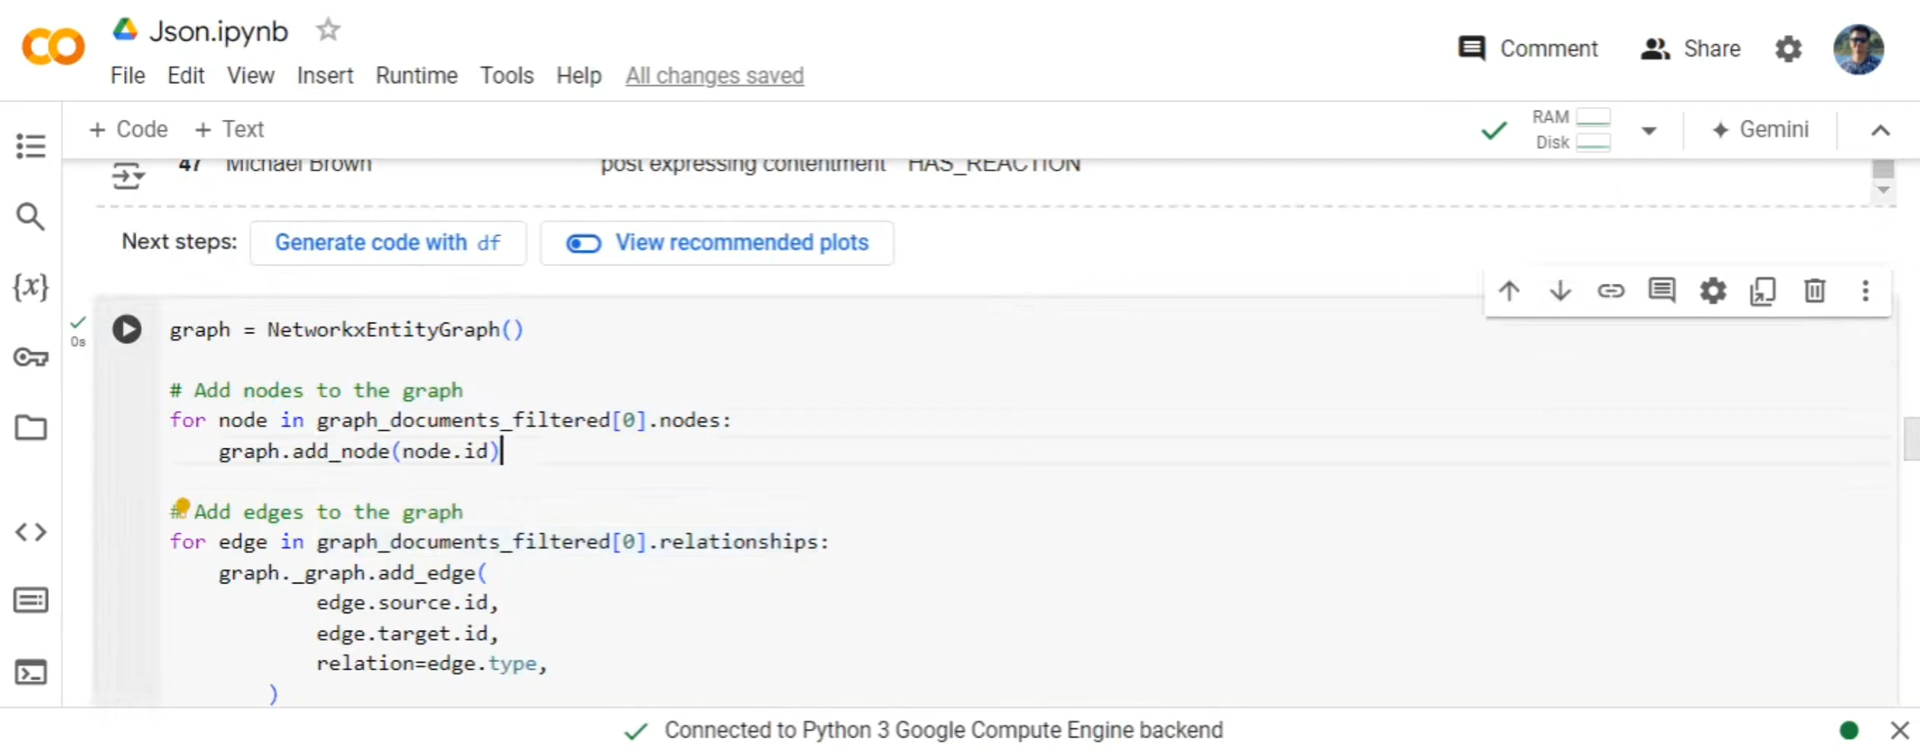 Json.ipynb
Comment Share
File Edit View Insert Runtime Tools Help All changes saved
+ Code + Text
RAM
Disk
Gemini
47 Michael Brown post expressing contentment HAS_REACTION
Next steps: Generate code with df View recommended plots
{x}
0s
graph = NetworkxEntityGraph()
# Add nodes to the graph
for node in graph_documents_filtered[0].nodes:
graph.add_node(node.id)
# Add edges to the graph
for edge in graph_documents_filtered[0].relationships:
graph._graph.add_edge(
edge.source.id,
edge.target.id,
relation=edge.type,
)
Connected to Python 3 Google Compute Engine backend